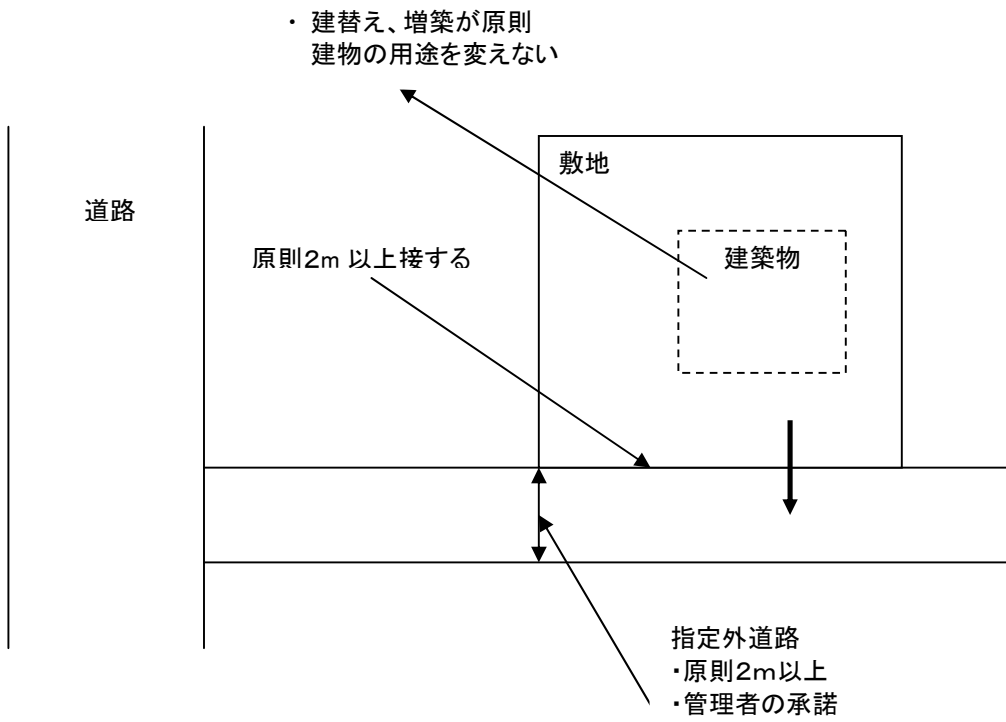 ・ 建替え、増築が原則
建物の用途を変えない
敷地
道路
建築物
原則2m 以上接する
指定外道路
・原則2m以上
・管理者の承諾